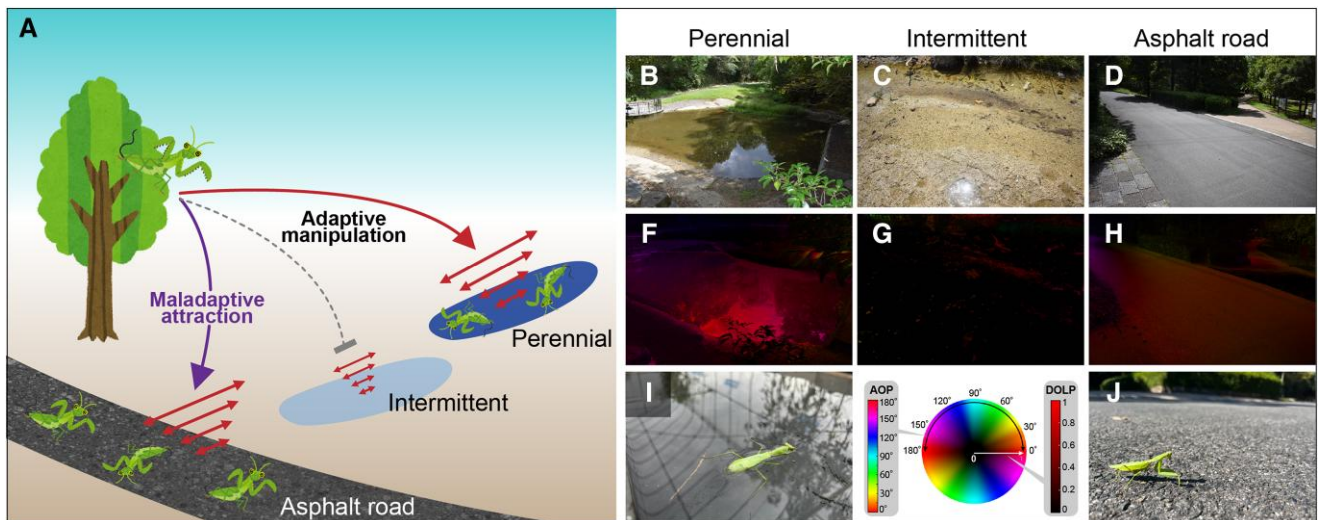 A
Adaptive
manipulation
Maladaptive
attraction
Perennial
Intermittent
Asphalt road
Perennial
Intermittent
Asphalt road
B
C
D
F
G
H
I
AOP
180˚
150˚
120˚
90˚
60˚
30˚
0˚
90˚
120˚
60˚
150˚
30˚
180˚
0˚
0
DOLP
1
0.8
0.6
0.4
0.2
0
J